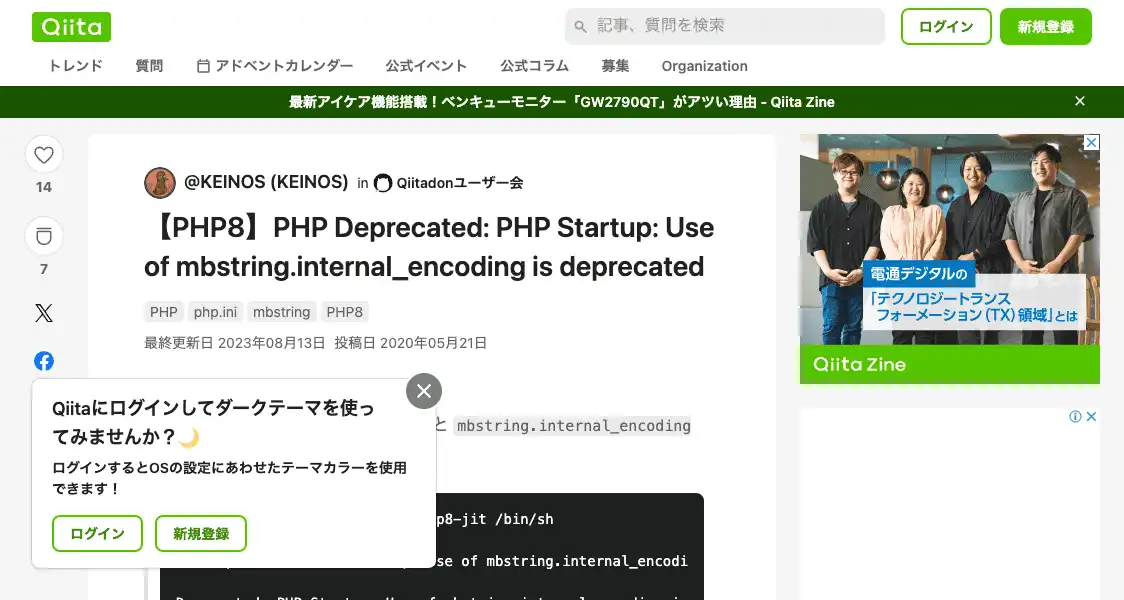 Qiita
記事、質問を検索
ログイン
新規登録
トレンド
質問
アドベントカレンダー
公式イベント
公式コラム
募集
Organization
最新アイケア機能搭載！ベンキューモニター「GW2790QT」がアツい理由 - Qiita Zine
14
7
@KEINOS (KEINOS) in Qiitadonユーザー会
【PHP8】PHP Deprecated: PHP Startup: Use
of mbstring.internal_encoding is deprecated
PHP php.ini mbstring PHP8
最終更新日 2023年08月13日 投稿日 2020年05月21日
と mbstring.internal_encoding
p8-jit /bin/sh
se of mbstring.internal_encodi
Qiitaにログインしてダークテーマを使っ
てみませんか？🌙
ログインするとOSの設定にあわせたテーマカラーを使用
できます！
ログイン
新規登録
電通デジタルの
「テクノロジートランス
フォーメーション（TX）領域」とは
Qiita Zine